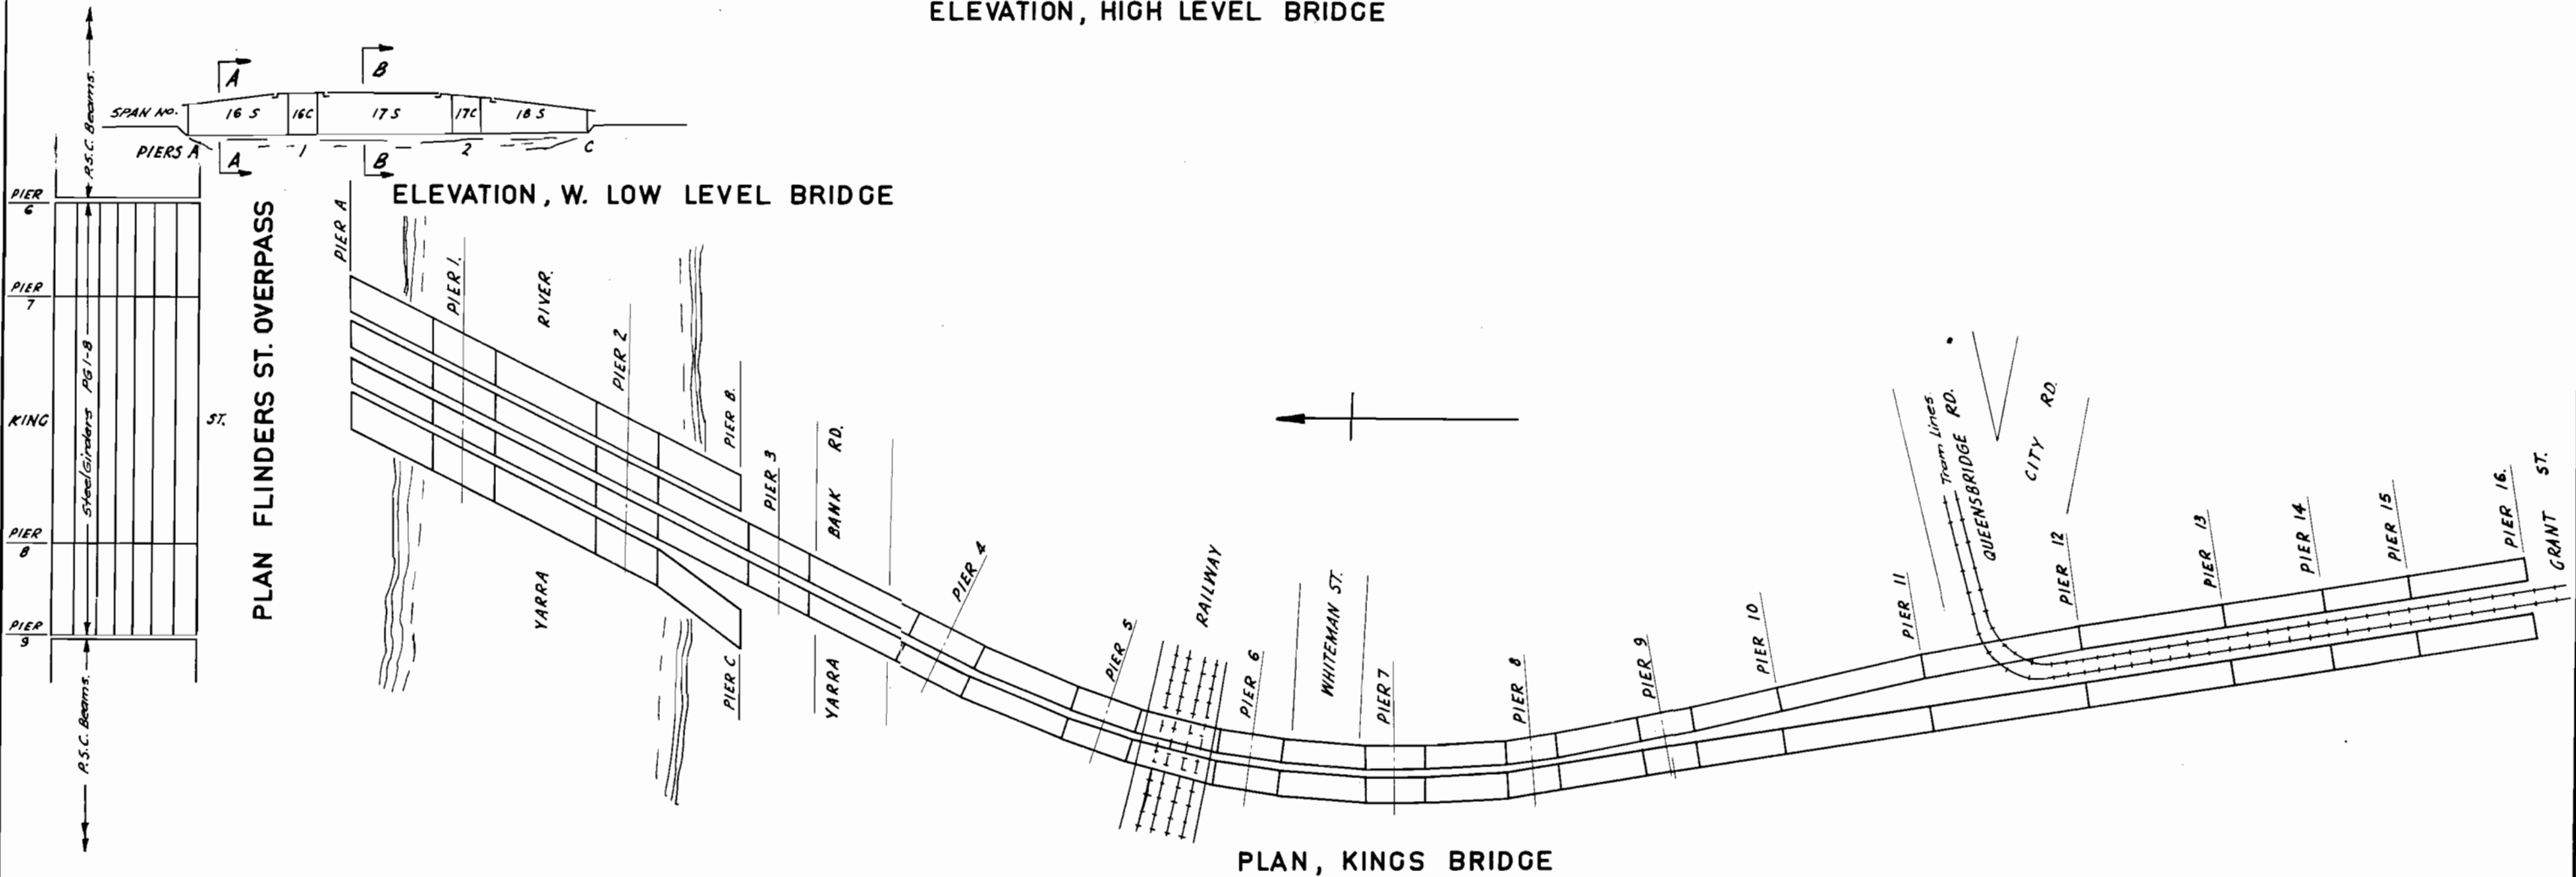 ELEVATION, HIGH LEVEL BRIDGE
P.S.C. Beams.
A
B
SPAN NO.
16 S
16C
17 S
17C
18 S
PIERS A
A
1
B
2
C
ELEVATION, W. LOW LEVEL BRIDGE
PIER 6
PIER 7
KING
ST.
Steel Girders PG 1-8
PIER 8
PIER 9
P.S.C. Beams.
PLAN FLINDERS ST. OVERPASS
PIER A
PIER 1.
RIVER.
PIER 2
PIER B.
PIER 3
BANK RD.
YARRA
PIER C
YARRA
PIER 4
PIER 5
RAILWAY
PIER 6
WHITEMAN ST.
PIER 7
PIER 8
PIER 9
PIER 10
PIER 11
Tram Lines.
QUEENSBRIDGE RD.
CITY RD.
PIER 12
PIER 13
PIER 14
PIER 15
PIER 16.
GRANT ST.
PLAN, KINGS BRIDGE